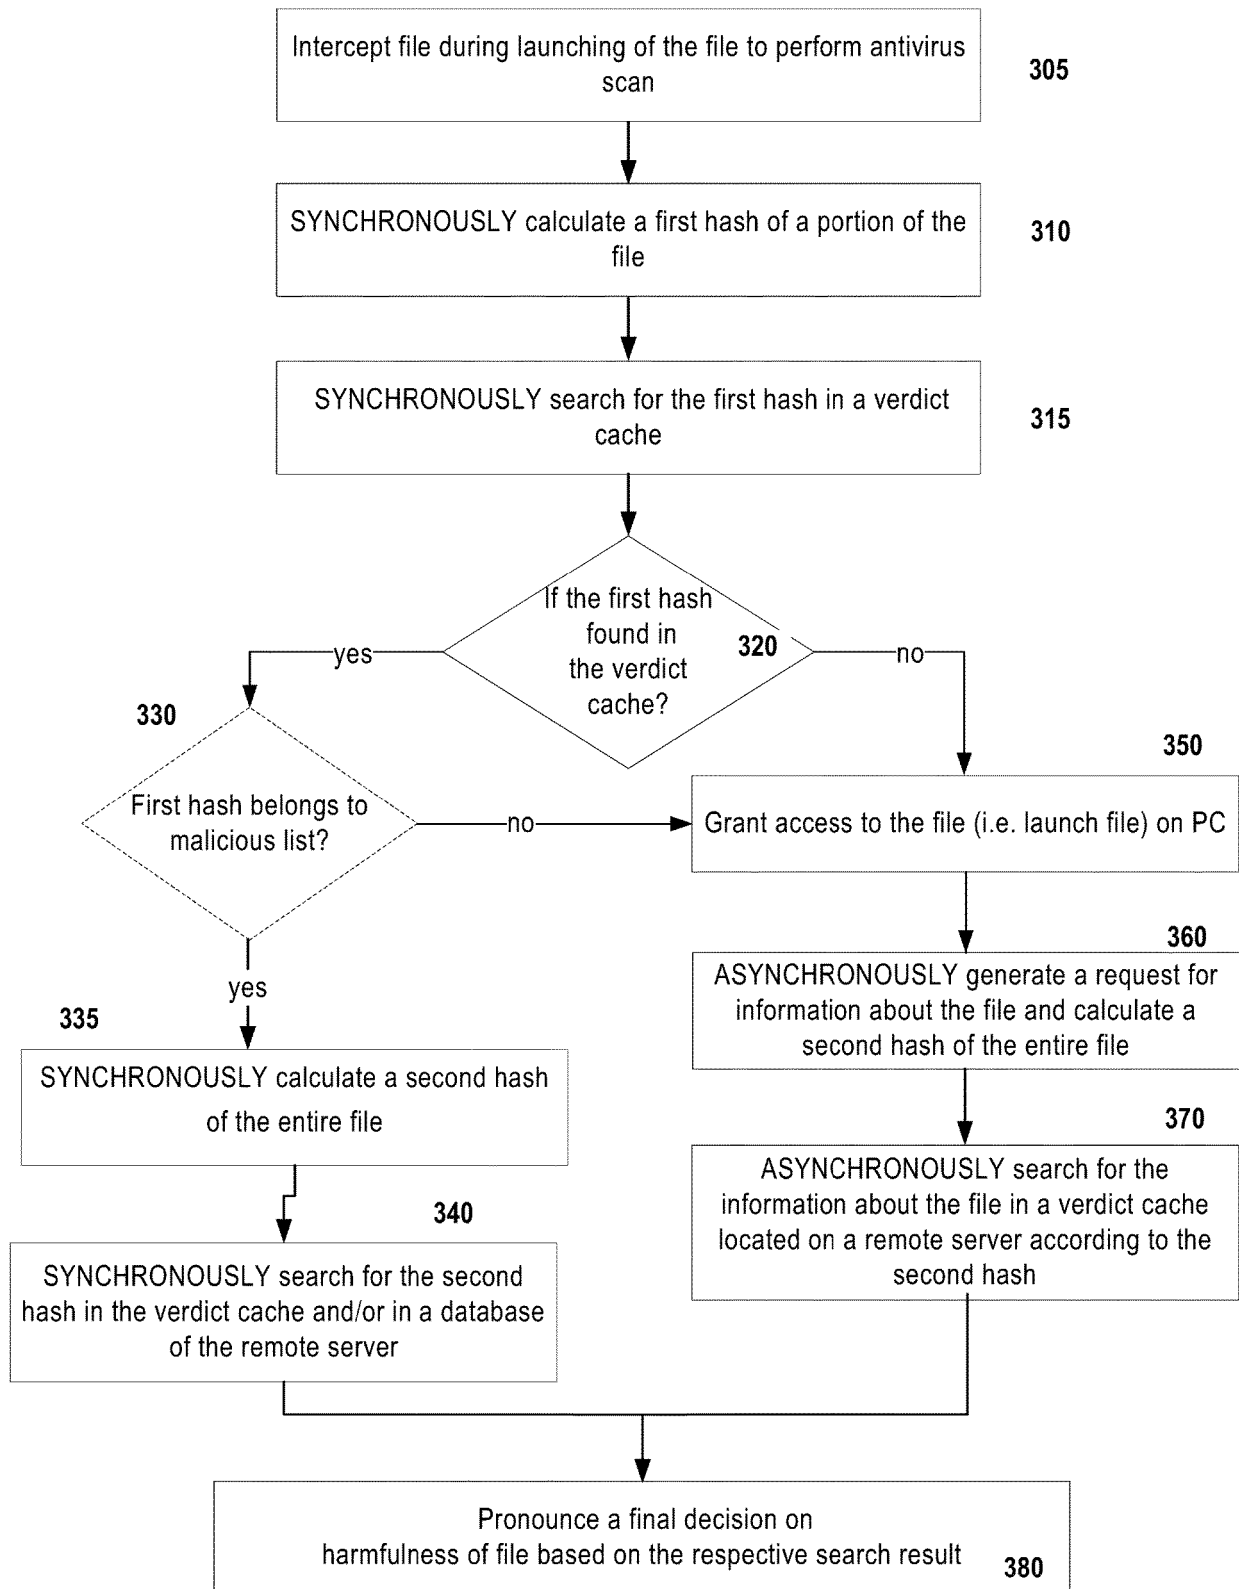 Intercept file during launching of the file to perform antivirus
scan
305
SYNCHRONOUSLY calculate a first hash of a portion of the
file
310
SYNCHRONOUSLY search for the first hash in a verdict
cache
315
If the first hash
found in
the verdict
cache?
320
yes
no
330
First hash belongs to
malicious list?
no
yes
350
Grant access to the file (i.e. launch file) on PC
360
ASYNCHRONOUSLY generate a request for
information about the file and calculate a
second hash of the entire file
335
SYNCHRONOUSLY calculate a second hash
of the entire file
370
ASYNCHRONOUSLY search for the
information about the file in a verdict cache
located on a remote server according to the
second hash
340
SYNCHRONOUSLY search for the second
hash in the verdict cache and/or in a database
of the remote server
Pronounce a final decision on
harmfulness of file based on the respective search result
380